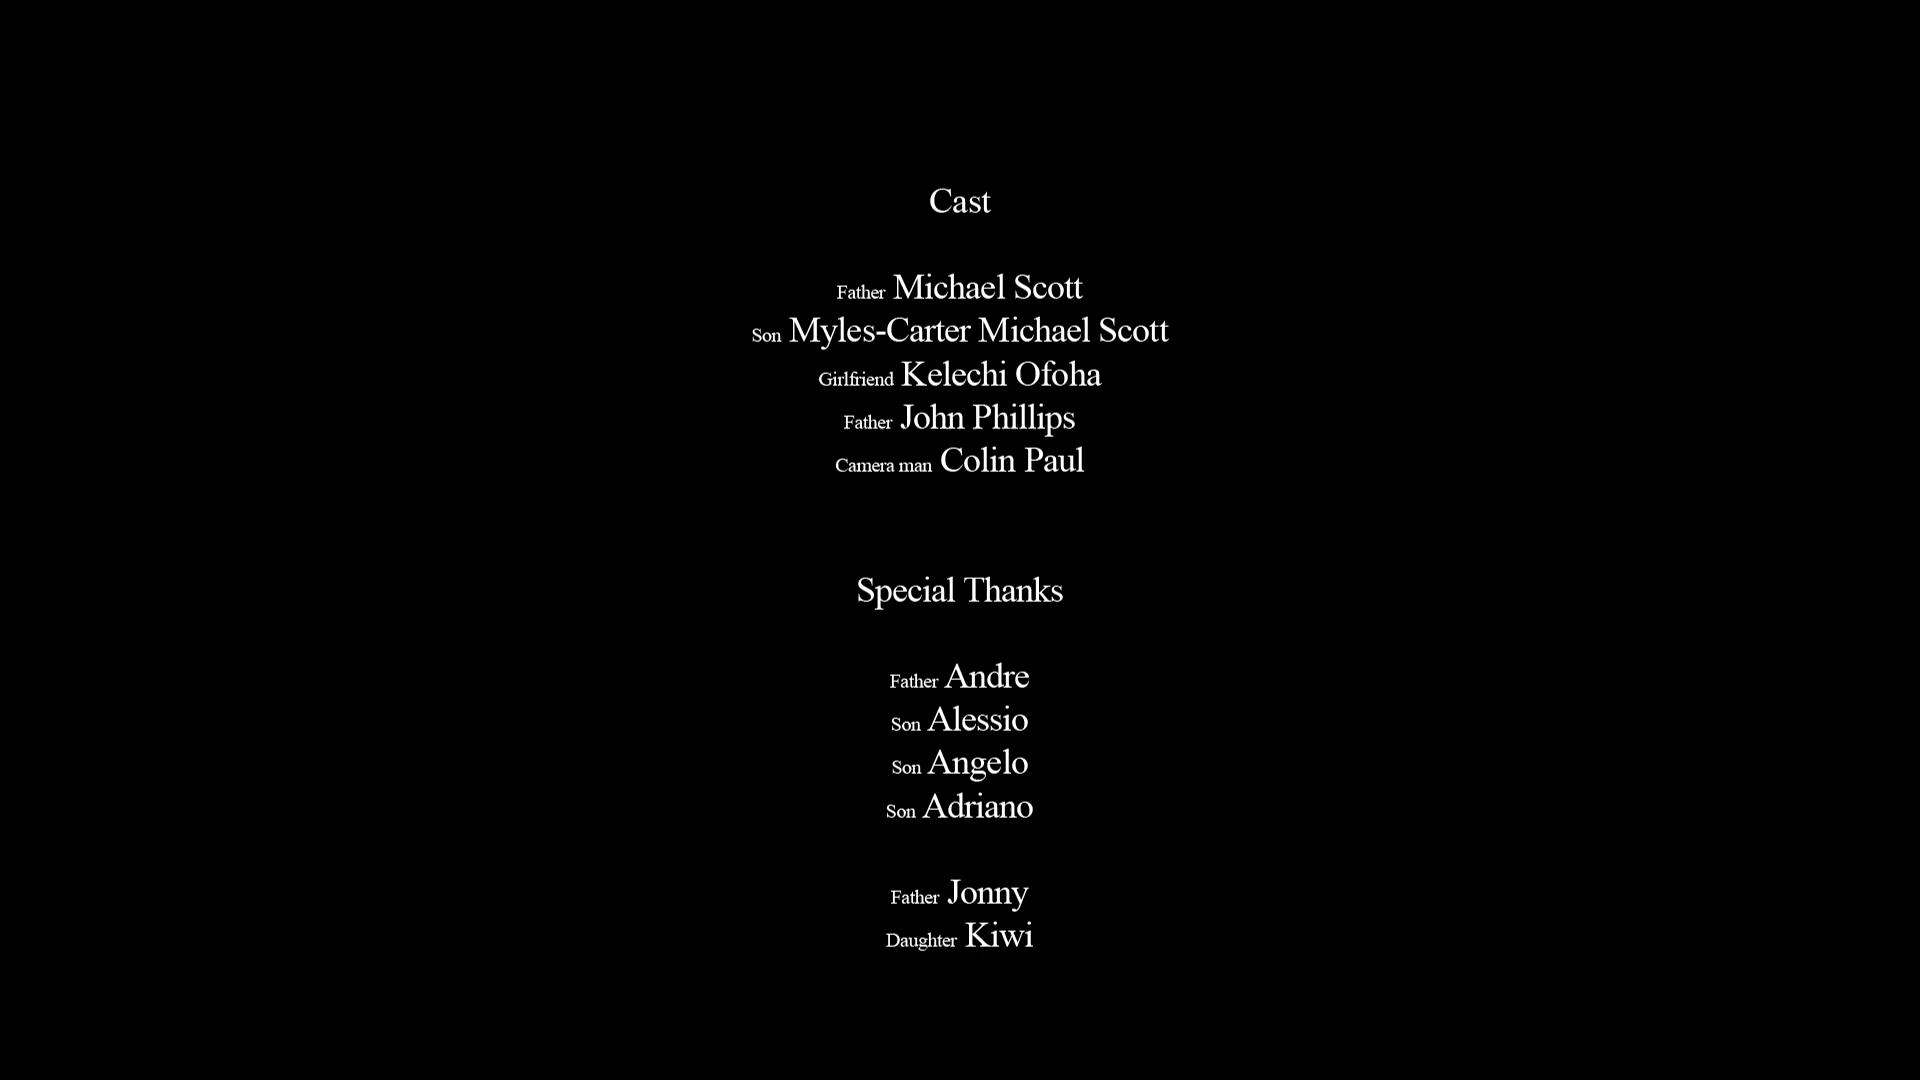 Cast
Father Michael Scott
Son Myles-Carter Michael Scott
Girlfriend Kelechi Ofoha
Father John Phillips
Camera man Colin Paul
Special Thanks
Father Andre
Son Alessio
Son Angelo
Son Adriano
Father Jonny
Daughter Kiwi